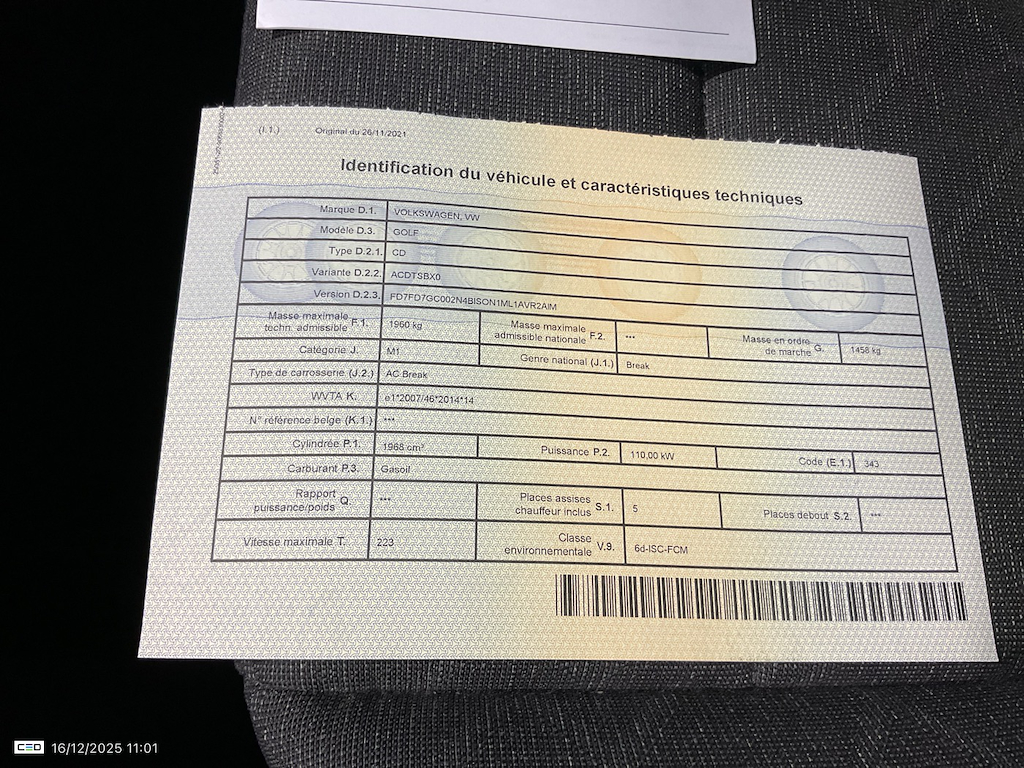 (I.1.) Original du 26/11/2021
Identification du véhicule et caractéristiques techniques
Marque D.1. VOLKSWAGEN, VW
Modèle D.3. GOLF
Type D.2.1. CD
Variante D.2.2. ACDTSBX0
Version D.2.3. FD7FD7GC002N4BISON1ML1AVR2AIM
Masse maximale techn. admissible F.1. 1960 kg Masse maximale admissible nationale F.2. *** Masse en ordre de marche G. 1458 kg
Catégorie J. M1 Genre national (J.1.) Break
Type de carrosserie (J.2.) AC Break
WVTA K. e1*2007/46*2014*14
N° référence belge (K.1.) ***
Cylindrée P.1. 1968 cm³ Puissance P.2. 110,00 kW Code (E.1.) 343
Carburant P.3. Gasoil
Rapport puissance/poids Q. *** Places assises chauffeur inclus S.1. 5 Places debout S.2. ***
Vitesse maximale T. 223 Classe environnementale V.9. 6d-ISC-FCM
16/12/2025 11:01